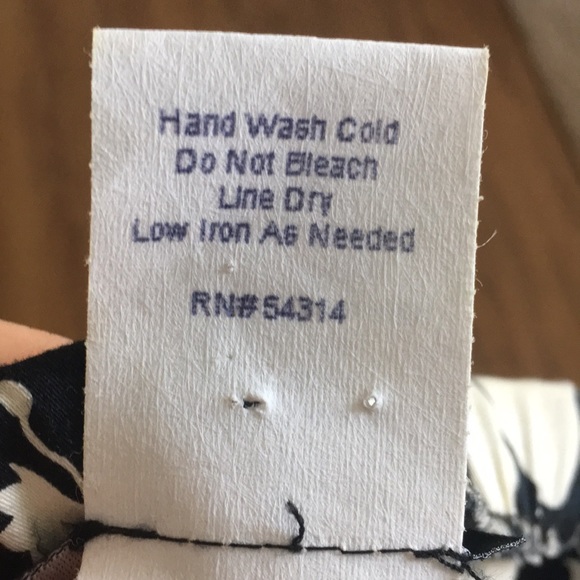 Hand Wash Cold
Do Not Bleach
Line Dry
Low Iron As Needed
RN#54314